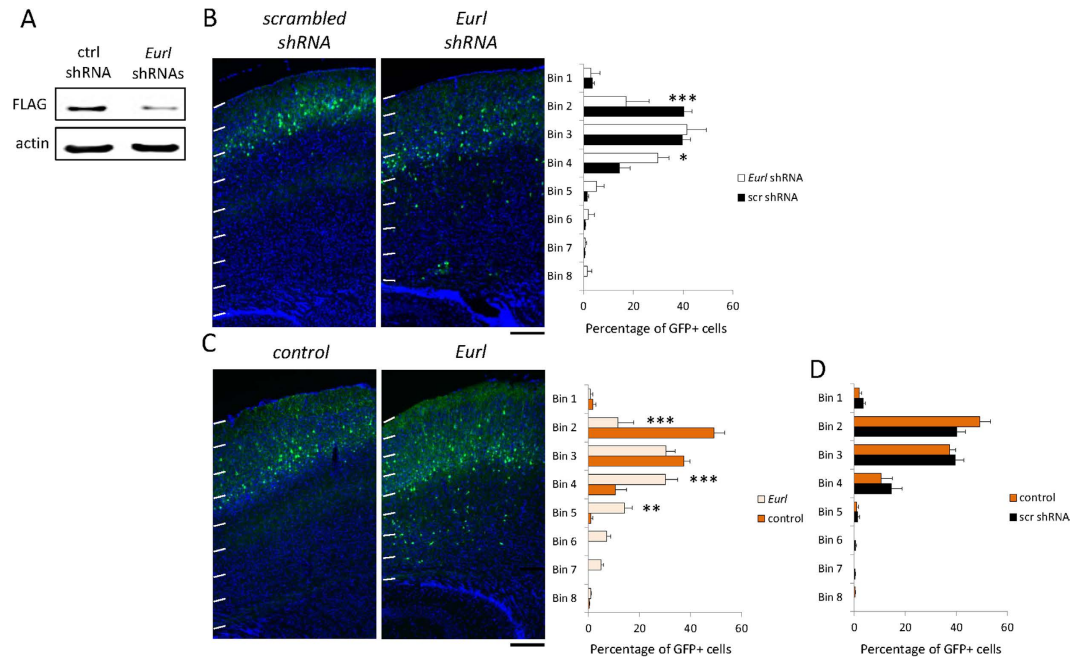 A
ctrl
shRNA
Eurl
shRNAs
FLAG
actin
B
scrambled
shRNA
Eurl
shRNA
Bin 1
Bin 2
Bin 3
Bin 4
Bin 5
Bin 6
Bin 7
Bin 8
***
*
Eurl shRNA
scr shRNA
0 20 40 60
Percentage of GFP+ cells
C
control
Eurl
Bin 1
Bin 2
Bin 3
Bin 4
Bin 5
Bin 6
Bin 7
Bin 8
***
***
**
Eurl
control
0 20 40 60
Percentage of GFP+ cells
D
Bin 1
Bin 2
Bin 3
Bin 4
Bin 5
Bin 6
Bin 7
Bin 8
control
scr shRNA
0 20 40 60
Percentage of GFP+ cells